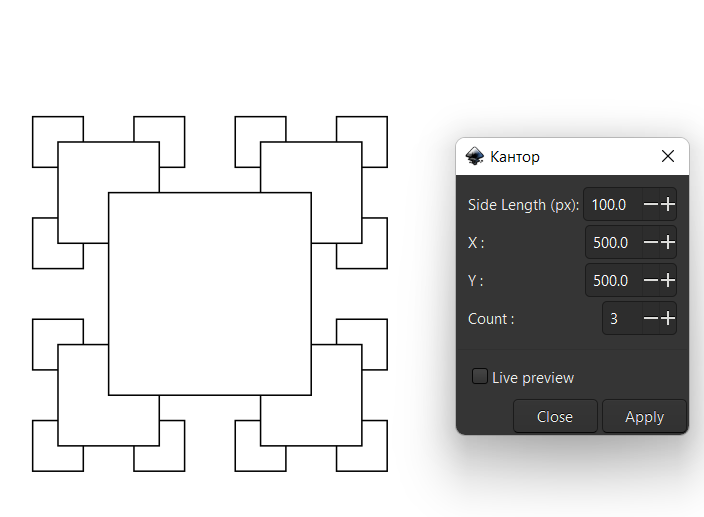 Кантор
Side Length (px): 100.0
X : 500.0
Y : 500.0
Count : 3
Live preview
Close Apply